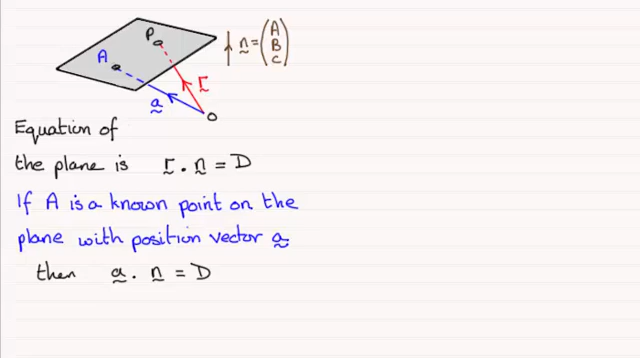 P
A
n = (A B C)
r
a
O
Equation of
the plane is r . n = D
If A is a known point on the
plane with position vector a
then a . n = D